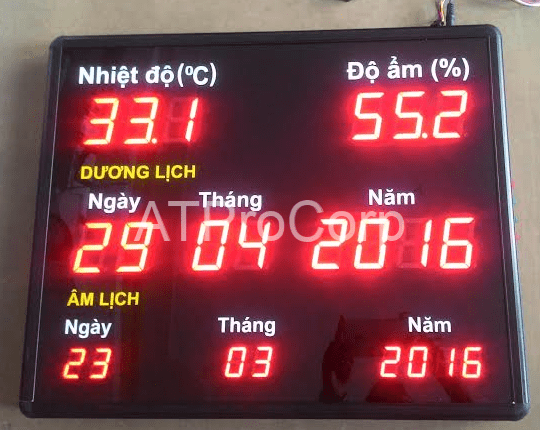 Nhiệt độ(ºC) Độ ẩm (%)
33.1 55.2
DƯƠNG LỊCH
Ngày Tháng Năm
ATProCorp
29 04 2016
ÂM LỊCH
Ngày Tháng Năm
23 03 2016